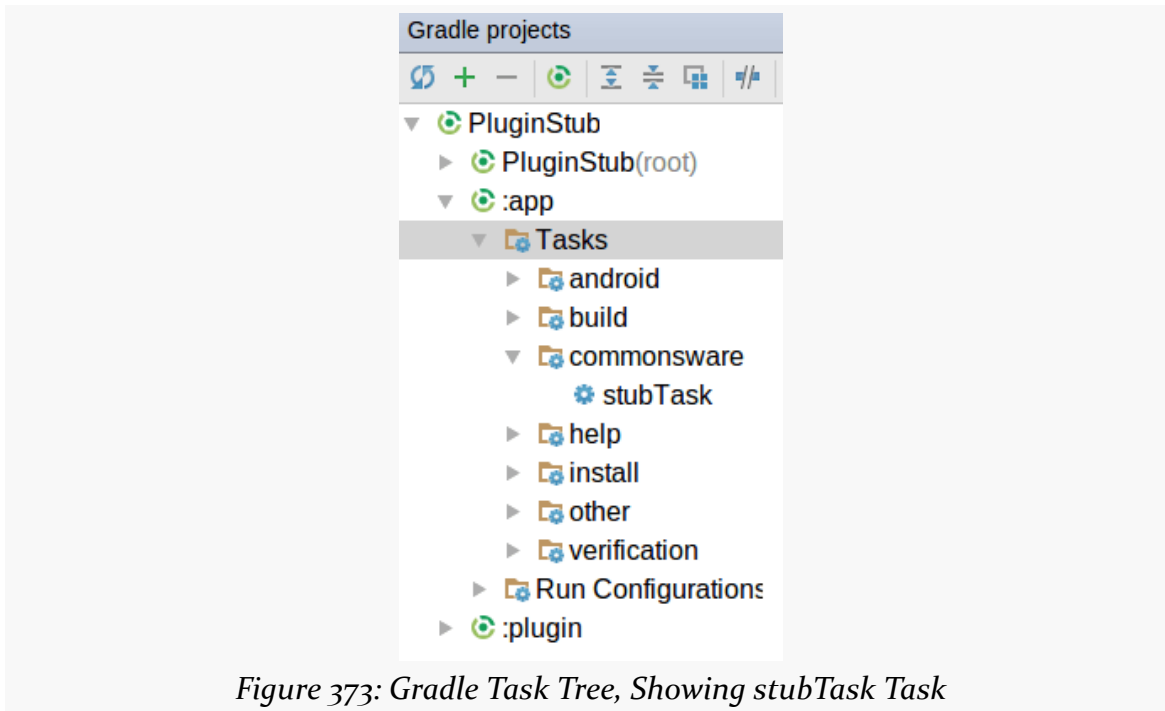 Gradle projects
PluginStub
PluginStub(root)
:app
Tasks
android
build
commonsware
stubTask
help
install
other
verification
Run Configurations
:plugin
Figure 373: Gradle Task Tree, Showing stubTask Task